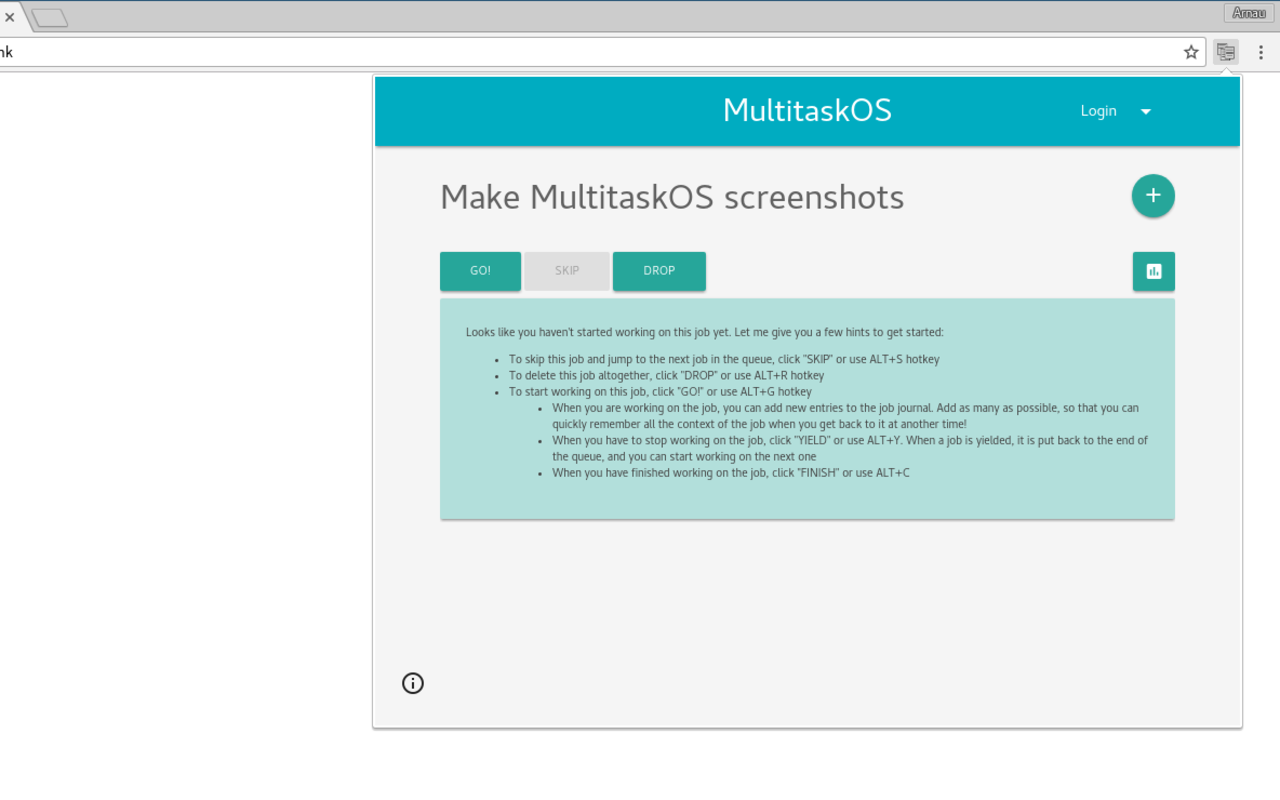 Arnau
nk
MultitaskOS
Login
Make MultitaskOS screenshots
+
GO!
SKIP
DROP
Looks like you haven't started working on this job yet. Let me give you a few hints to get started:
• To skip this job and jump to the next job in the queue, click "SKIP" or use ALT+S hotkey
• To delete this job altogether, click "DROP" or use ALT+R hotkey
• To start working on this job, click "GO!" or use ALT+G hotkey
• When you are working on the job, you can add new entries to the job journal. Add as many as possible, so that you can
quickly remember all the context of the job when you get back to it at another time!
• When you have to stop working on the job, click "YIELD" or use ALT+Y. When a job is yielded, it is put back to the end of
the queue, and you can start working on the next one
• When you have finished working on the job, click "FINISH" or use ALT+C